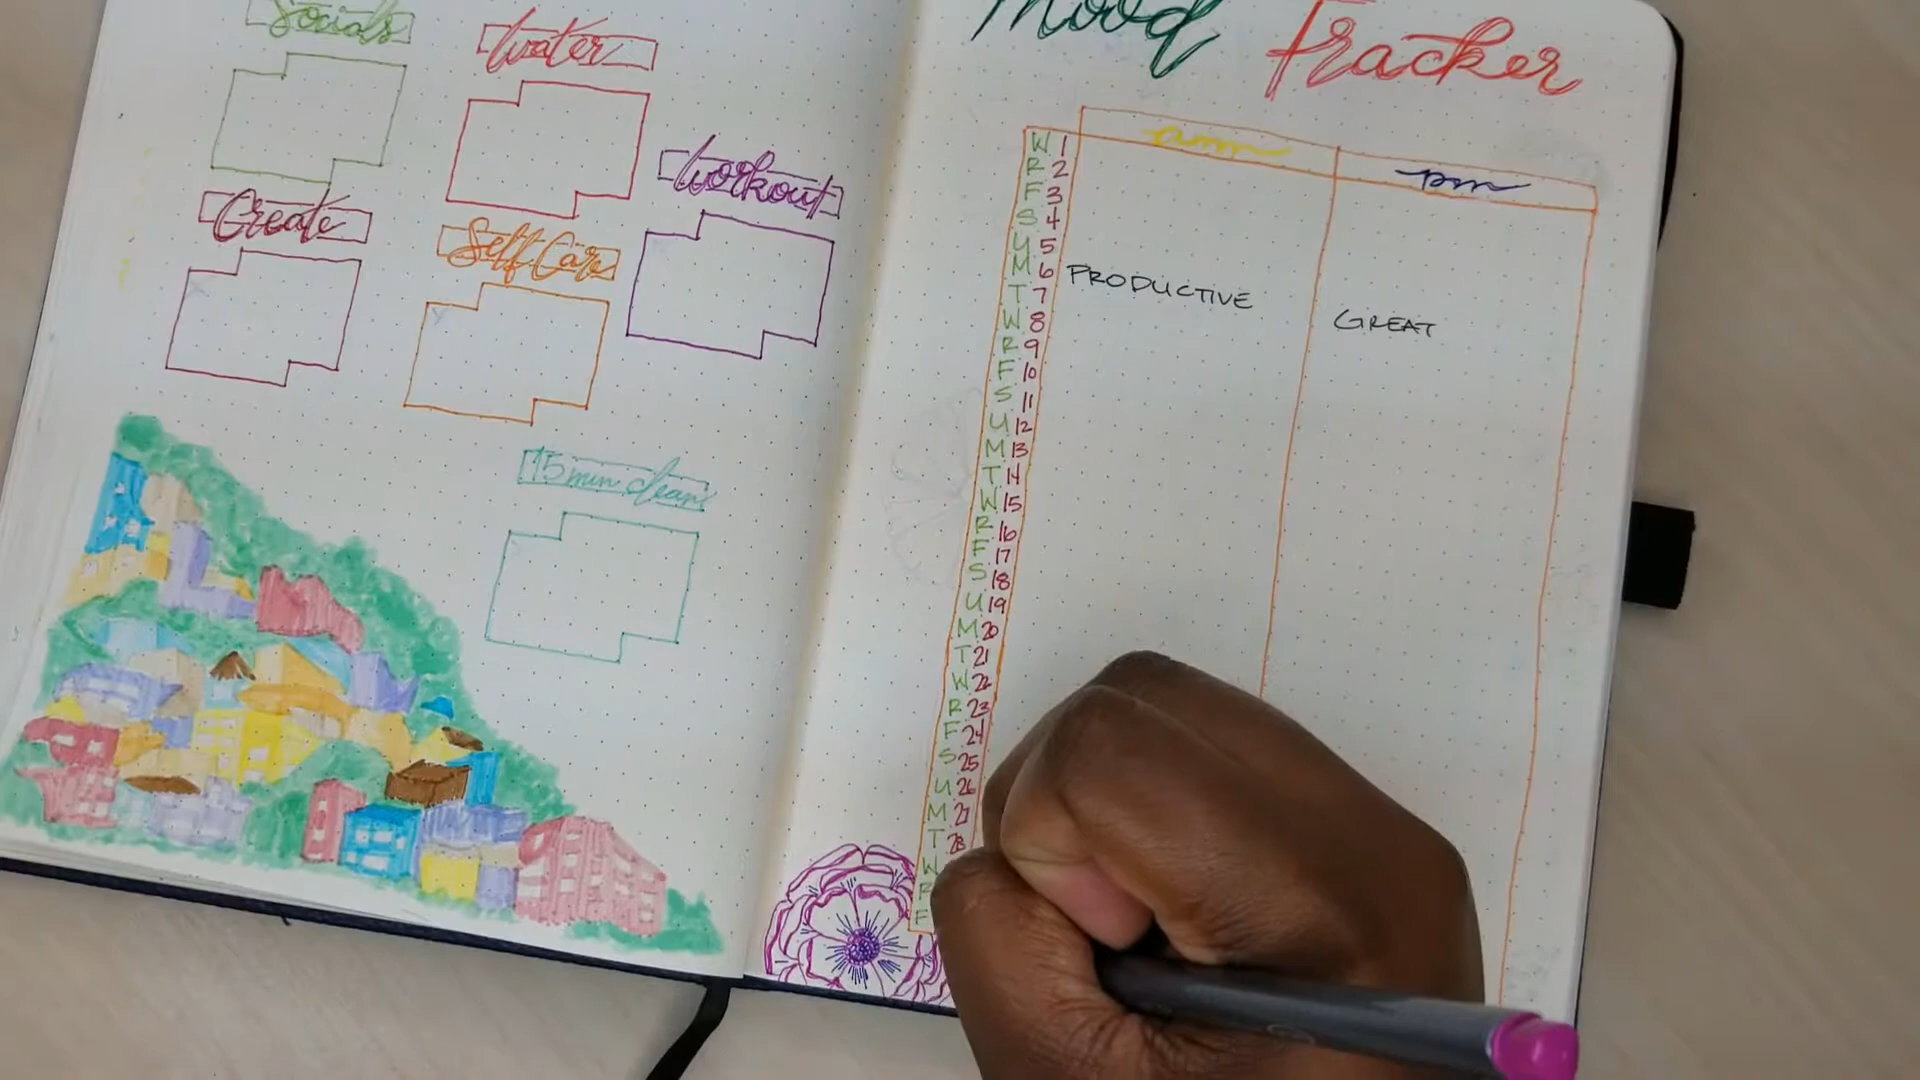 Socials
Water
Workout
Create
Self Care
15 min clean
Mood Tracker
am
pm
W 1
R 2
F 3
S 4
U 5
M 6
PRODUCTIVE
T 7
W 8
GREAT
R 9
F 10
S 11
U 12
M 13
T 14
W 15
R 16
F 17
S 18
U 19
M 20
T 21
W 22
R 23
F 24
S 25
U 26
M 27
T 28
W
R
F